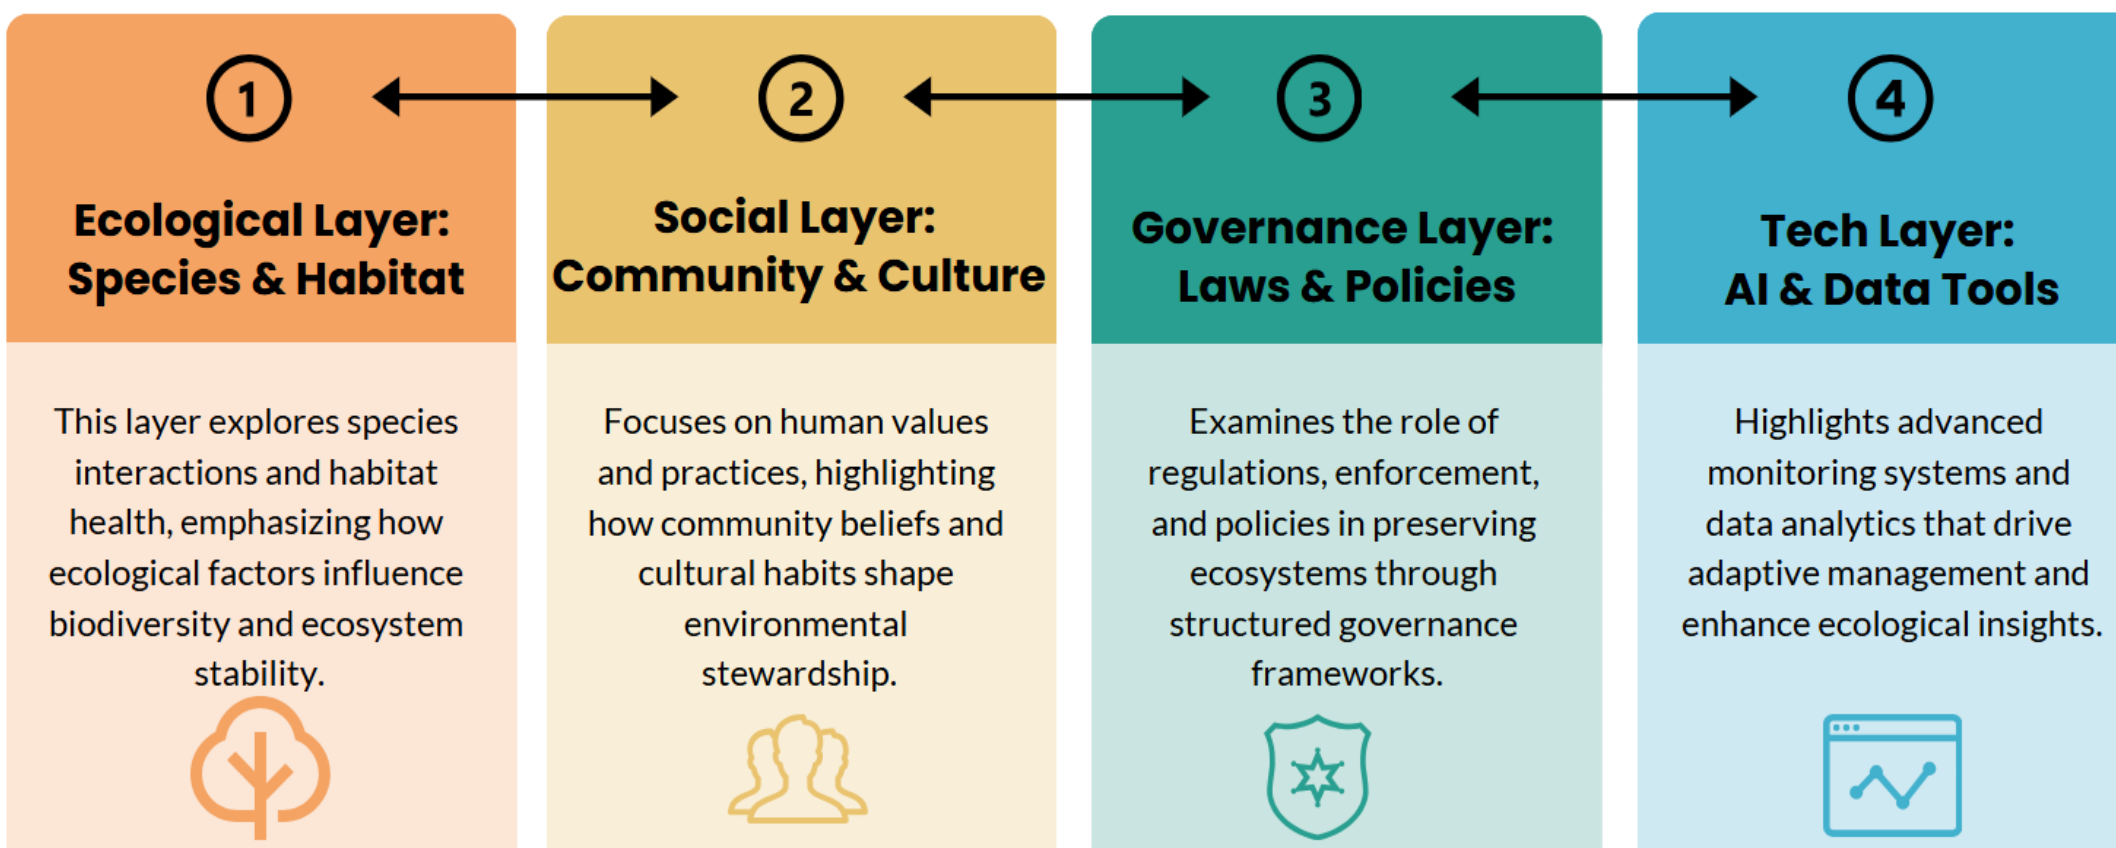 1
Ecological Layer:
Species & Habitat
This layer explores species
interactions and habitat
health, emphasizing how
ecological factors influence
biodiversity and ecosystem
stability.
2
Social Layer:
Community & Culture
Focuses on human values
and practices, highlighting
how community beliefs and
cultural habits shape
environmental
stewardship.
3
Governance Layer:
Laws & Policies
Examines the role of
regulations, enforcement,
and policies in preserving
ecosystems through
structured governance
frameworks.
4
Tech Layer:
AI & Data Tools
Highlights advanced
monitoring systems and
data analytics that drive
adaptive management and
enhance ecological insights.